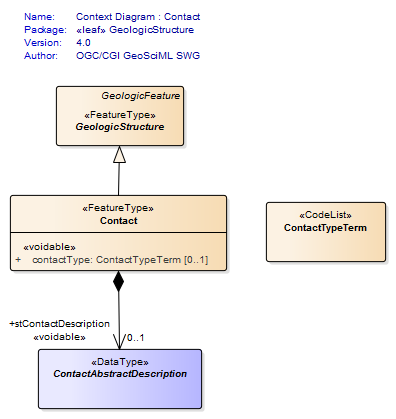 Name: Context Diagram : Contact
Package: «leaf» GeologicStructure
Version: 4.0
Author: OGC/CGI GeoSciML SWG
GeologicFeature
«FeatureType»
GeologicStructure
«FeatureType»
Contact
«voidable»
+ contactType: ContactTypeTerm [0..1]
«CodeList»
ContactTypeTerm
+stContactDescription
«voidable»
0..1
«DataType»
ContactAbstractDescription